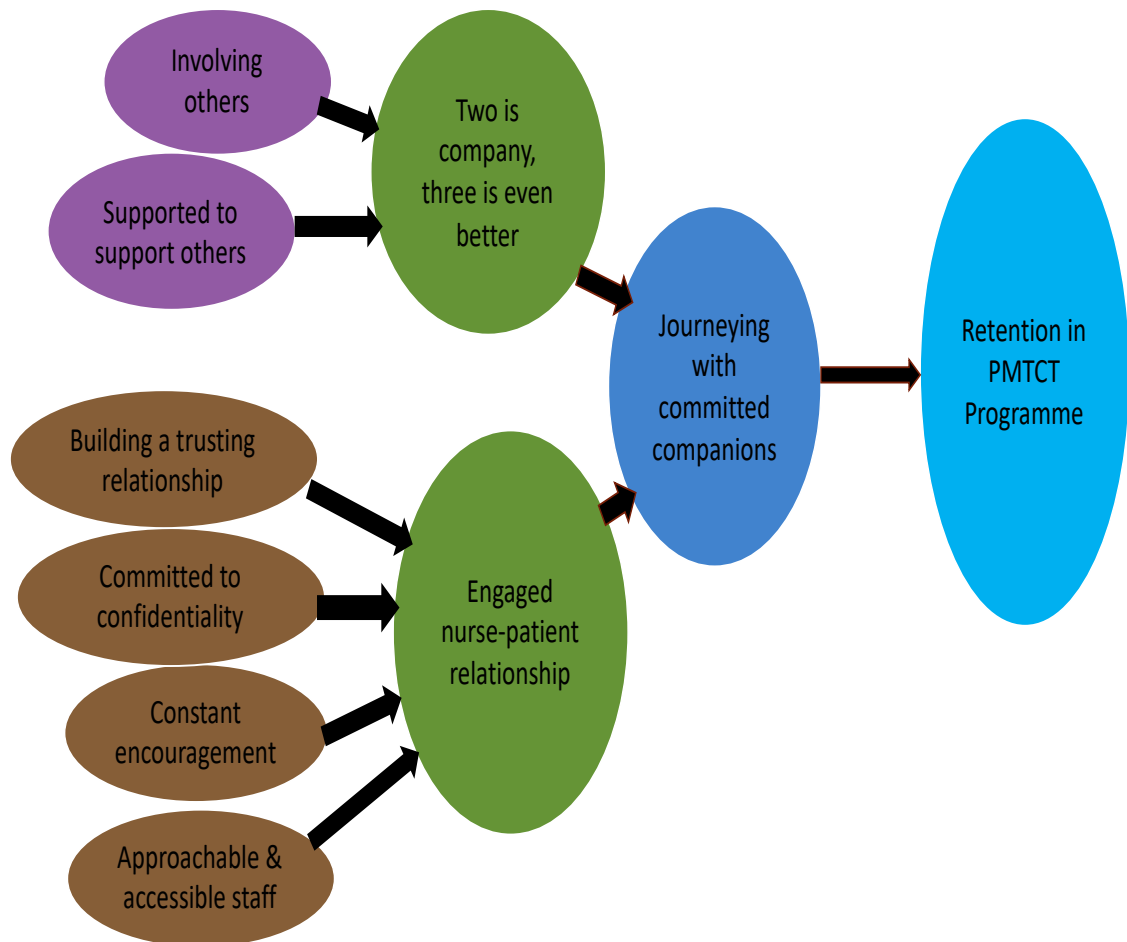 Involving
others
Supported to
support others
Two is
company,
three is even
better
Building a trusting
relationship
Committed to
confidentiality
Constant
encouragement
Approachable &
accessible staff
Engaged
nurse-patient
relationship
Journeying
with
committed
companions
Retention in
PMTCT
Programme